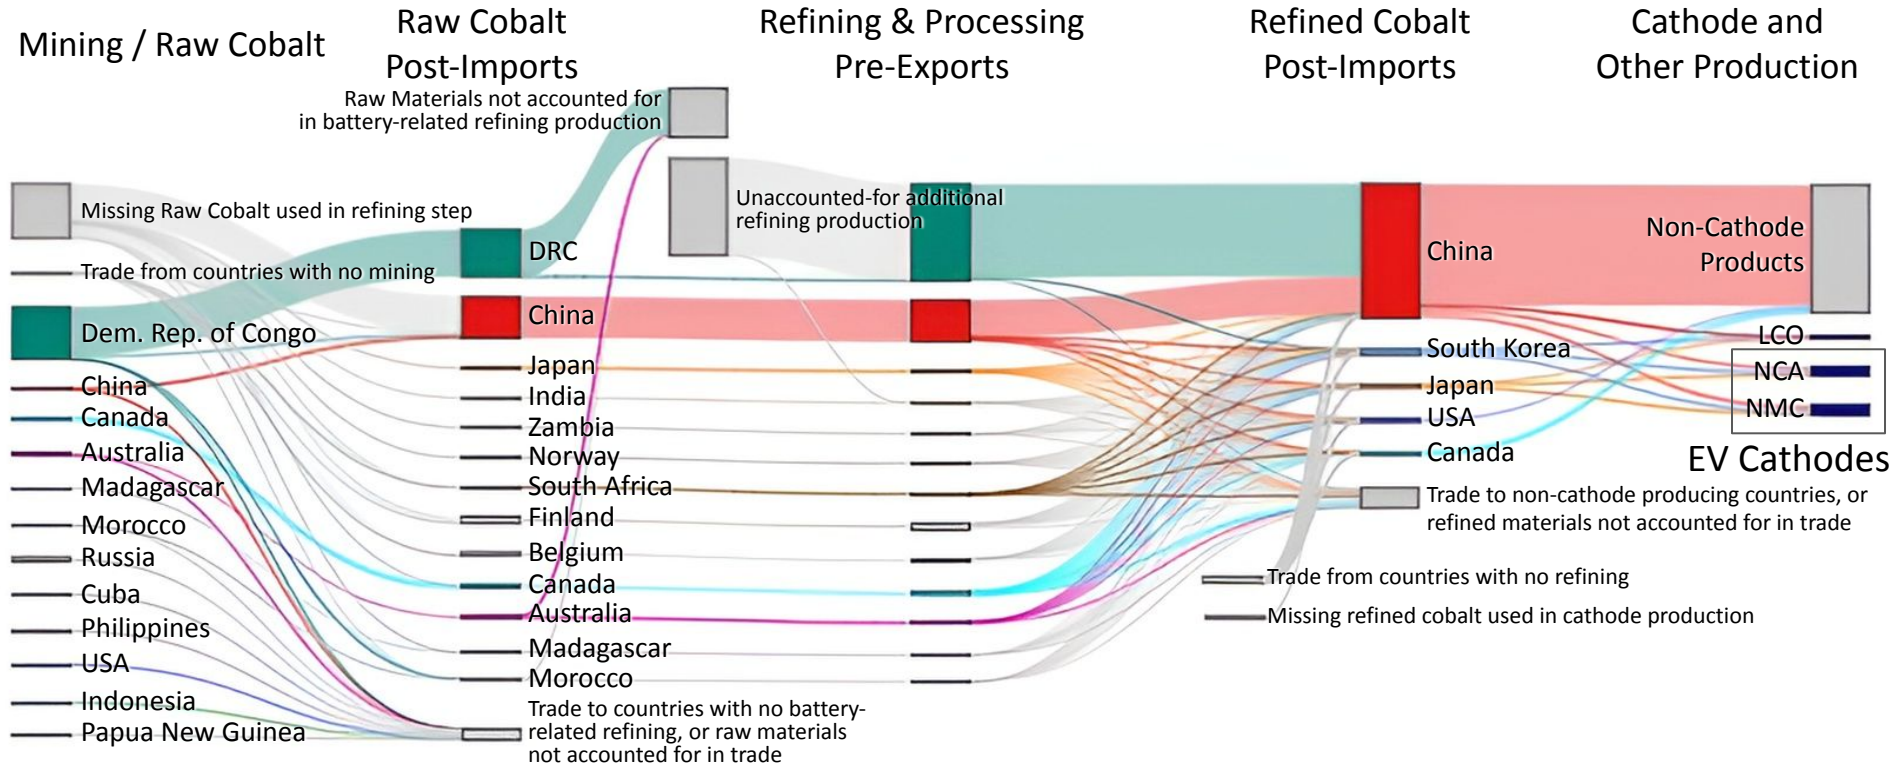 Mining / Raw Cobalt
Raw Cobalt
Post-Imports
Refining & Processing
Pre-Exports
Refined Cobalt
Post-Imports
Cathode and
Other Production
Raw Materials not accounted for
in battery-related refining production
Missing Raw Cobalt used in refining step
Trade from countries with no mining
Dem. Rep. of Congo
China
Canada
Australia
Madagascar
Morocco
Russia
Cuba
Philippines
USA
Indonesia
Papua New Guinea
DRC
China
Japan
India
Zambia
Norway
South Africa
Finland
Belgium
Canada
Australia
Madagascar
Morocco
Trade to countries with no battery-
related refining, or raw materials
not accounted for in trade
Unaccounted-for additional
refining production
China
South Korea
Japan
USA
Canada
Trade to non-cathode producing countries, or
refined materials not accounted for in trade
Trade from countries with no refining
Missing refined cobalt used in cathode production
Non-Cathode
Products
LCO
NCA
NMC
EV Cathodes